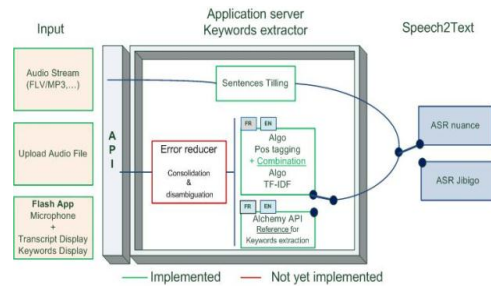 Input
Application server
Keywords extractor
Speech2Text
Audio Stream
(FLV/MP3,...)
Upload Audio File
Flash App
Microphone
+
Transcript Display
Keywords Display
A
P
I
Sentences Tilling
Error reducer
Consolidation
&
disambiguation
FR EN
Algo
Pos tagging
+ Combination
Algo
TF-IDF
FR EN
Alchemy API
Reference for
Keywords extraction
ASR nuance
ASR Jibigo
Implemented
Not yet implemented